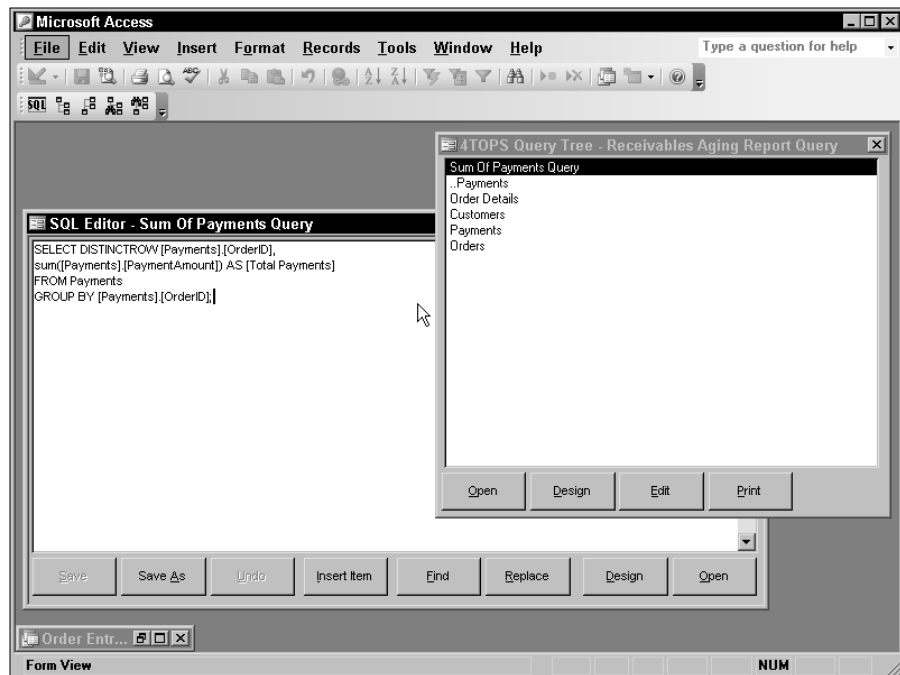 Microsoft Access
File Edit View Insert Format Records Tools Window Help Type a question for help
ABC
SQL
4TOPS Query Tree - Receivables Aging Report Query
Sum Of Payments Query
..Payments
Order Details
Customers
Payments
Orders
Open Design Edit Print
SQL Editor - Sum Of Payments Query
SELECT DISTINCTROW [Payments].[OrderID],
sum([Payments].[PaymentAmount]) AS [Total Payments]
FROM Payments
GROUP BY [Payments].[OrderID];
Save Save As Undo Insert Item Find Replace Design Open
Order Entr...
Form View NUM